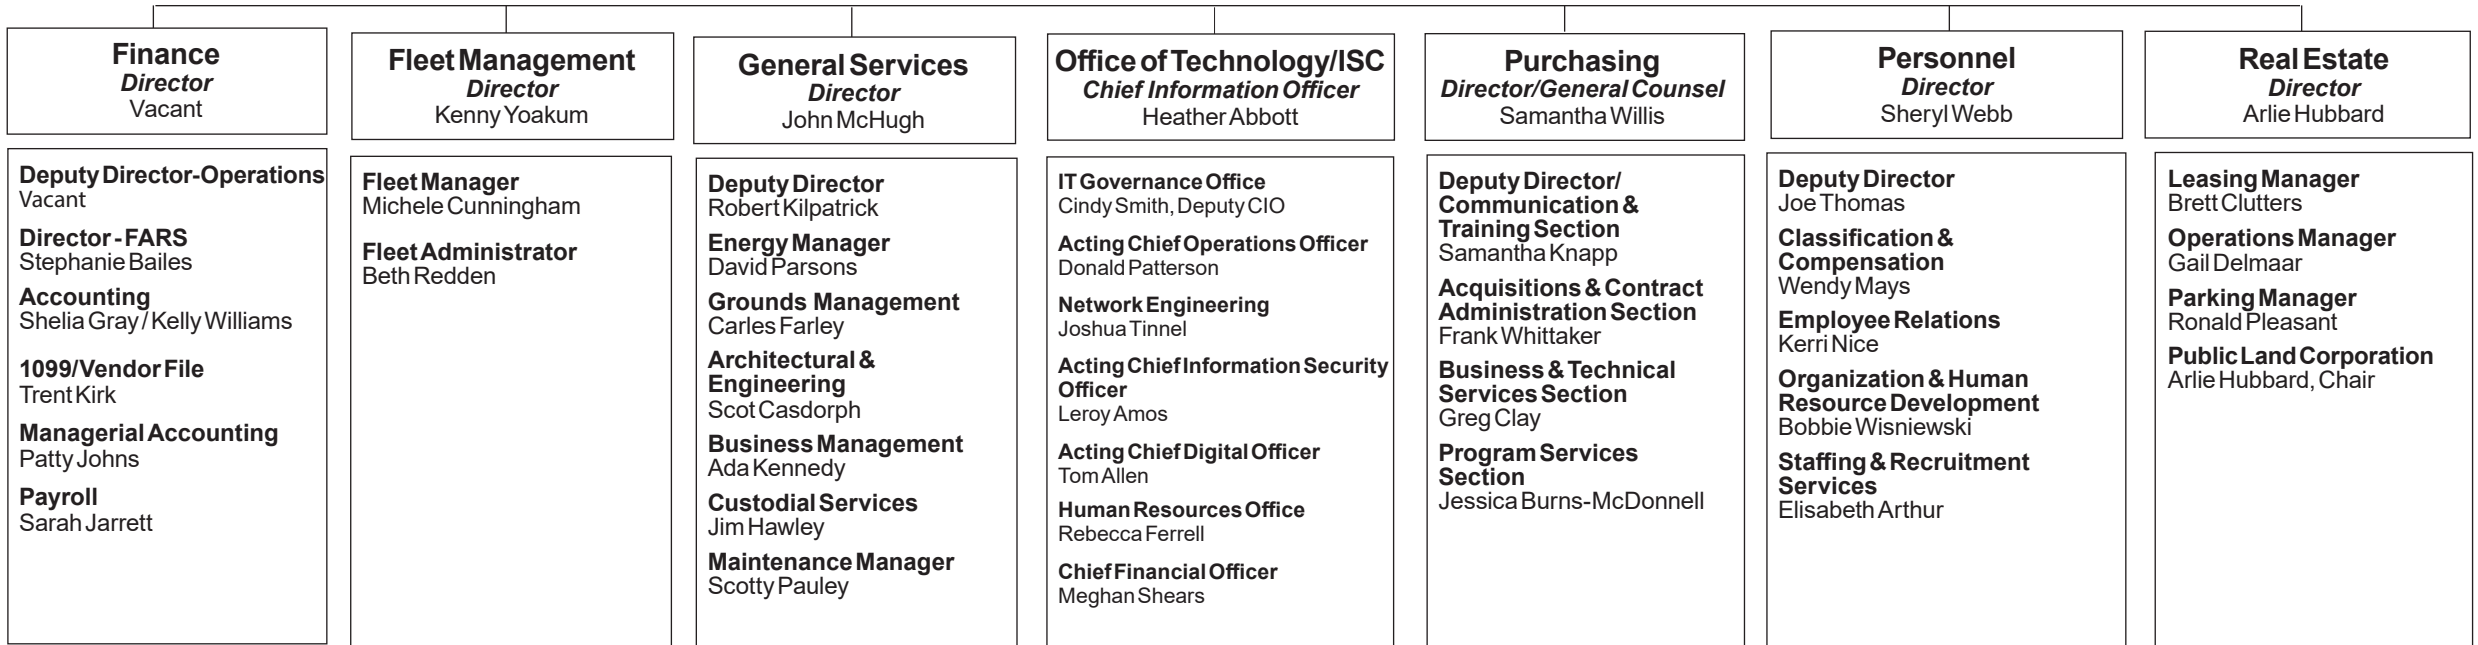 Finance
Director
Vacant
Deputy Director-Operations
Vacant
Director - FARS
Stephanie Bailes
Accounting
Shelia Gray / Kelly Williams
1099/Vendor File
Trent Kirk
Managerial Accounting
Patty Johns
Payroll
Sarah Jarrett
Fleet Management
Director
Kenny Yoakum
Fleet Manager
Michele Cunningham
Fleet Administrator
Beth Redden
General Services
Director
John McHugh
Deputy Director
Robert Kilpatrick
Energy Manager
David Parsons
Grounds Management
Carles Farley
Architectural &
Engineering
Scot Casdorph
Business Management
Ada Kennedy
Custodial Services
Jim Hawley
Maintenance Manager
Scotty Pauley
Office of Technology/ISC
Chief Information Officer
Heather Abbott
IT Governance Office
Cindy Smith, Deputy CIO
Acting Chief Operations Officer
Donald Patterson
Network Engineering
Joshua Tinnel
Acting Chief Information Security
Officer
Leroy Amos
Acting Chief Digital Officer
Tom Allen
Human Resources Office
Rebecca Ferrell
Chief Financial Officer
Meghan Shears
Purchasing
Director/General Counsel
Samantha Willis
Deputy Director/
Communication &
Training Section
Samantha Knapp
Acquisitions & Contract
Administration Section
Frank Whittaker
Business & Technical
Services Section
Greg Clay
Program Services
Section
Jessica Burns-McDonnell
Personnel
Director
Sheryl Webb
Deputy Director
Joe Thomas
Classification &
Compensation
Wendy Mays
Employee Relations
Kerri Nice
Organization & Human
Resource Development
Bobbie Wisniewski
Staffing & Recruitment
Services
Elisabeth Arthur
Real Estate
Director
Arlie Hubbard
Leasing Manager
Brett Clutters
Operations Manager
Gail Delmaar
Parking Manager
Ronald Pleasant
Public Land Corporation
Arlie Hubbard, Chair